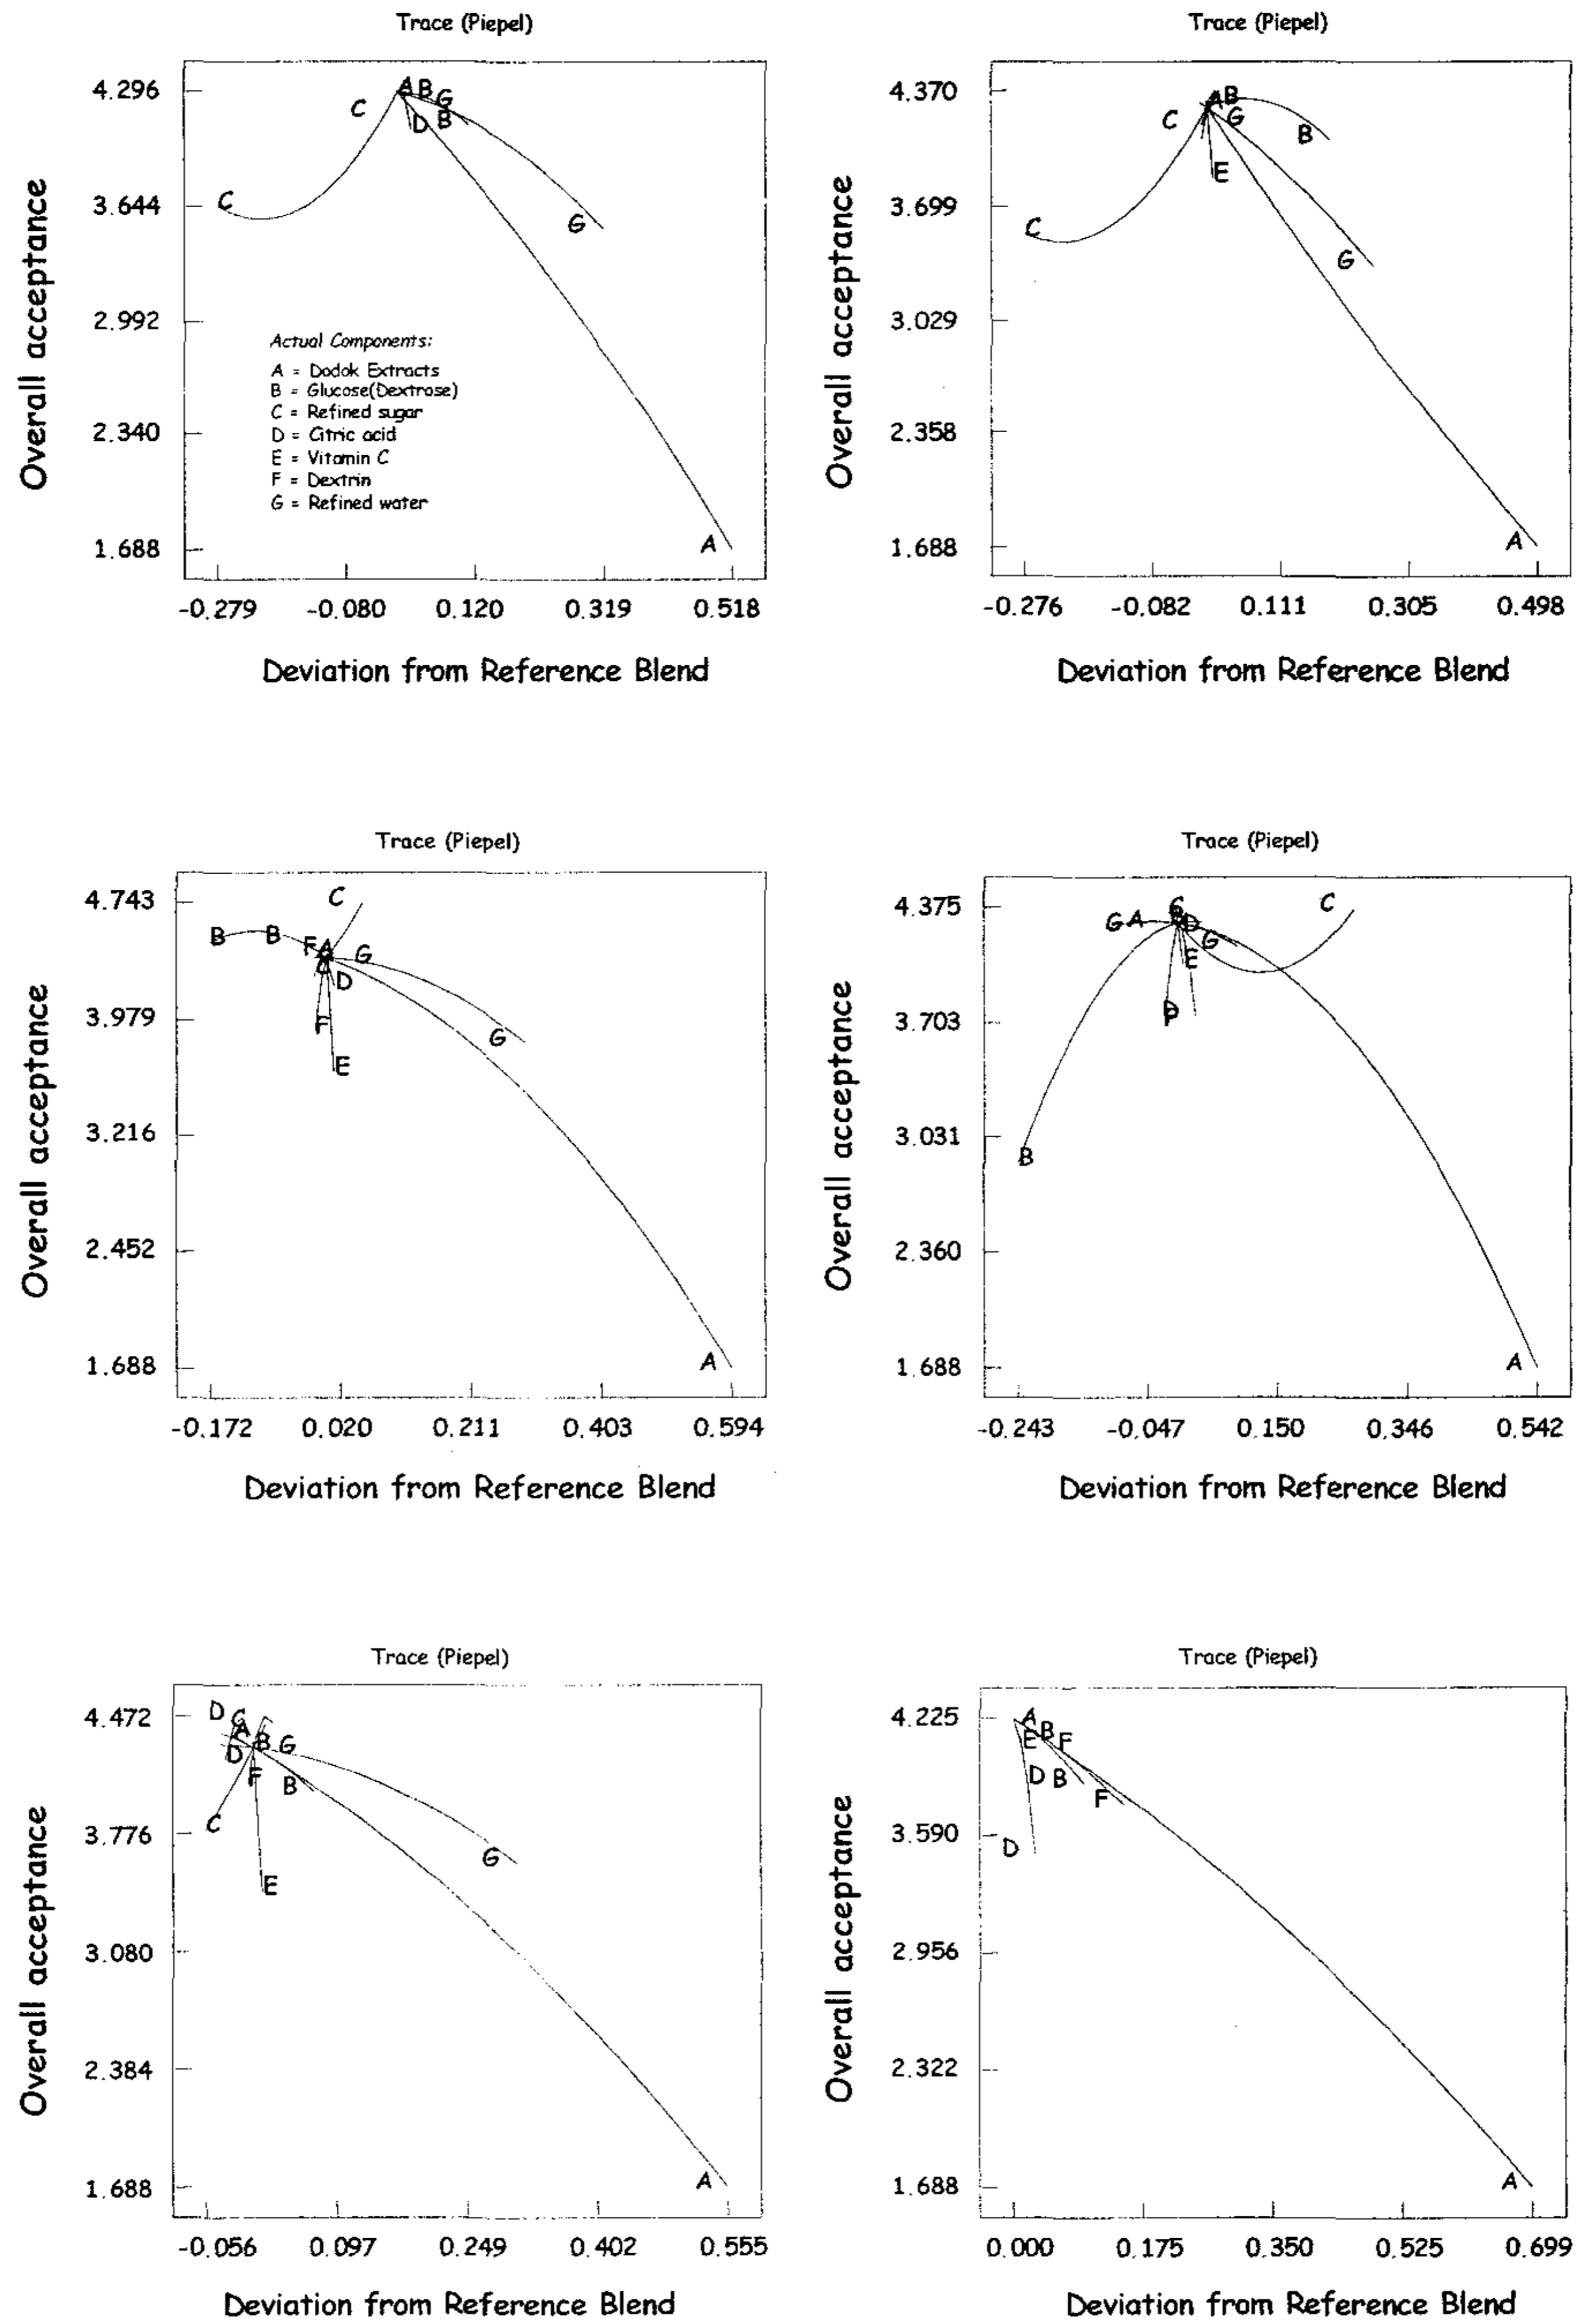 Trace (Piepel)
Overall acceptance
4.296
3.644
2.992
2.340
1.688
A B G
C
D B
C
G
A
Actual Components:
A = Dodok Extracts
B = Glucose(Dextrose)
C = Refined sugar
D = Citric acid
E = Vitamin C
F = Dextrin
G = Refined water
-0.279 -0.080 0.120 0.319 0.518
Deviation from Reference Blend
Trace (Piepel)
Overall acceptance
4.370
3.699
3.029
2.358
1.688
A B
C G
B
E
C
G
A
-0.276 -0.082 0.111 0.305 0.498
Deviation from Reference Blend
Trace (Piepel)
Overall acceptance
4.743
3.979
3.216
2.452
1.688
C
B B F A G
D
F
G
E
A
-0.172 0.020 0.211 0.403 0.594
Deviation from Reference Blend
Trace (Piepel)
Overall acceptance
4.375
3.703
3.031
2.360
1.688
C C
G A D
G
E
D
F
B
A
-0.243 -0.047 0.150 0.346 0.542
Deviation from Reference Blend
Trace (Piepel)
Overall acceptance
4.472
3.776
3.080
2.384
1.688
D G
A B G
D
F B
C
G
E
A
-0.056 0.097 0.249 0.402 0.555
Deviation from Reference Blend
Trace (Piepel)
Overall acceptance
4.225
3.590
2.956
2.322
1.688
A B
E F
D B
F
D
A
0.000 0.175 0.350 0.525 0.699
Deviation from Reference Blend